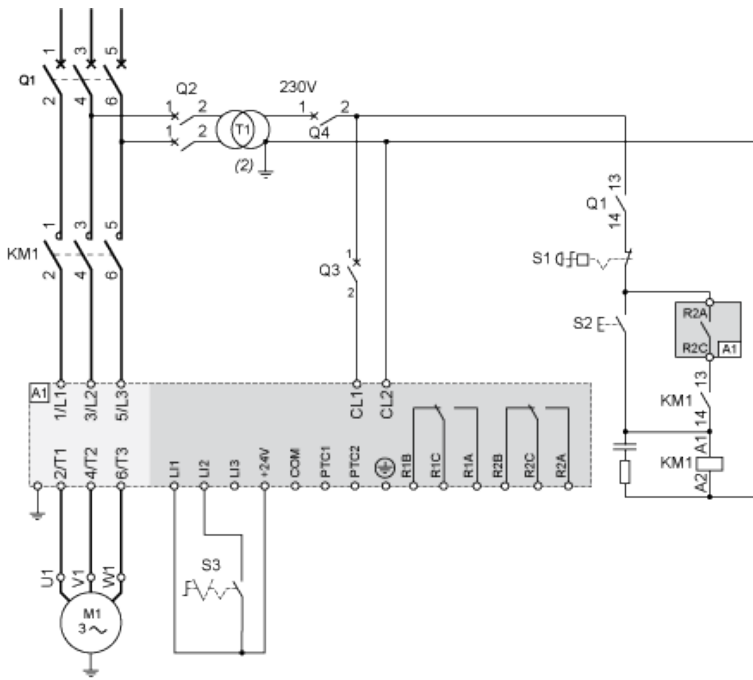 1 3 5
Q1
2 4 6
Q2
1 2
1 2
T1
(2)
230V
1 2
Q4
13
Q1
14
1 3 5
KM1
2 4 6
1
Q3
2
S1
S2
R2A
R2C
A1
13
KM1
14
A1
KM1
A2
A1
1/L1 3/L2 5/L3 CL1 CL2
2/T1 4/T2 6/T3 LI1 LI2 LI3 +24V COM PTC1 PTC2 R1B R1C R1A R2B R2C R2A
S3
U1 V1 W1
M1
3 ~